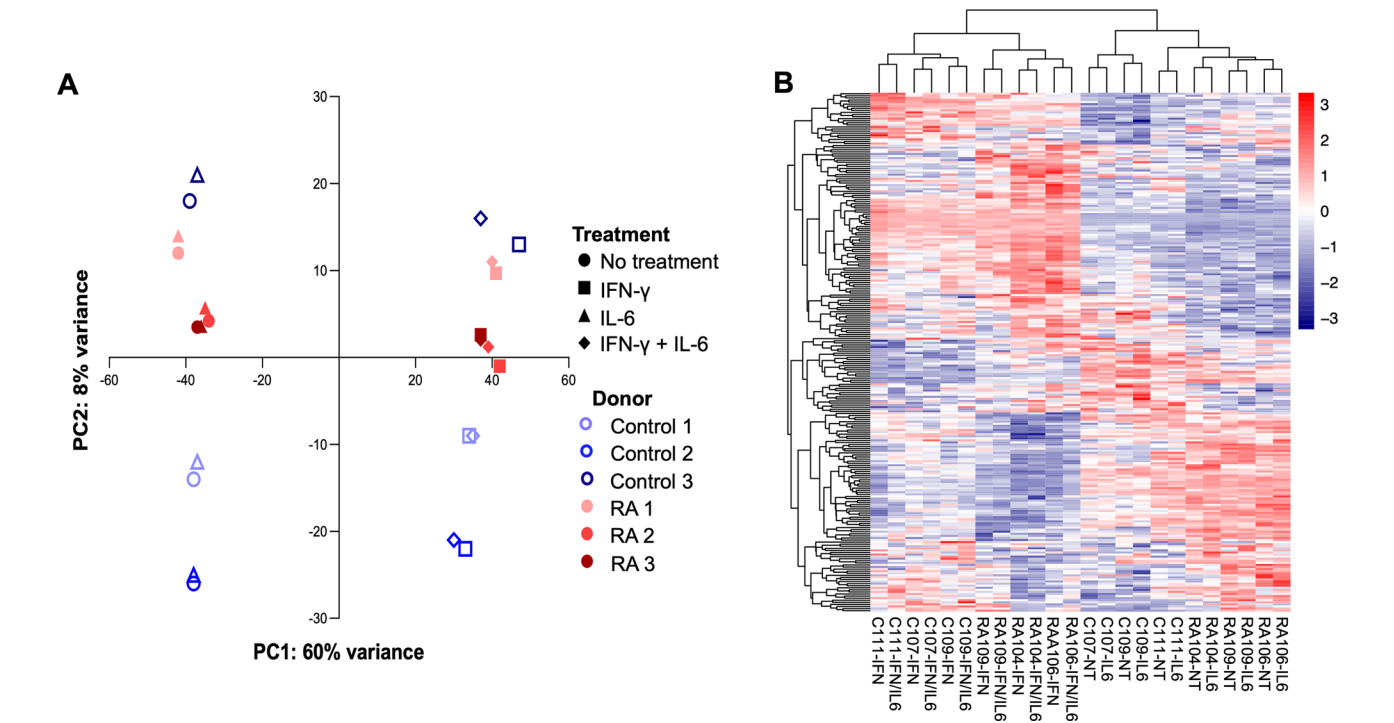 A
B
30
20
10
-10
-20
-30
-60
-40
-20
20
40
60
PC2: 8% variance
PC1: 60% variance
Treatment
No treatment
IFN-γ
IL-6
IFN-γ + IL-6
Donor
Control 1
Control 2
Control 3
RA 1
RA 2
RA 3
3
2
1
0
−1
−2
−3
C111-IFN
C111-IFN/IL6
C107-IFN
C107-IFN/IL6
C109-IFN
C109-IFN/IL6
RA109-IFN
RA109-IFN/IL6
RA104-IFN
RA104-IFN/IL6
RAA106-IFN
RA106-IFN/IL6
C107-NT
C107-IL6
C109-NT
C109-IL6
C111-NT
C111-IL6
RA104-NT
RA104-IL6
RA109-NT
RA109-IL6
RA106-NT
RA106-IL6